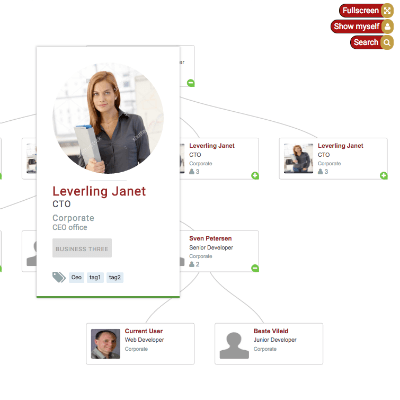 Fullscreen
Show myself
Search
Leverling Janet
CTO
Corporate
3
Leverling Janet
CTO
Corporate
3
Leverling Janet
CTO
Corporate
CEO office
BUSINESS THREE
Ceo tag1 tag2
Sven Petersen
Senior Developer
Corporate
2
Current User
Web Developer
Corporate
Beate Vileid
Junior Developer
Corporate